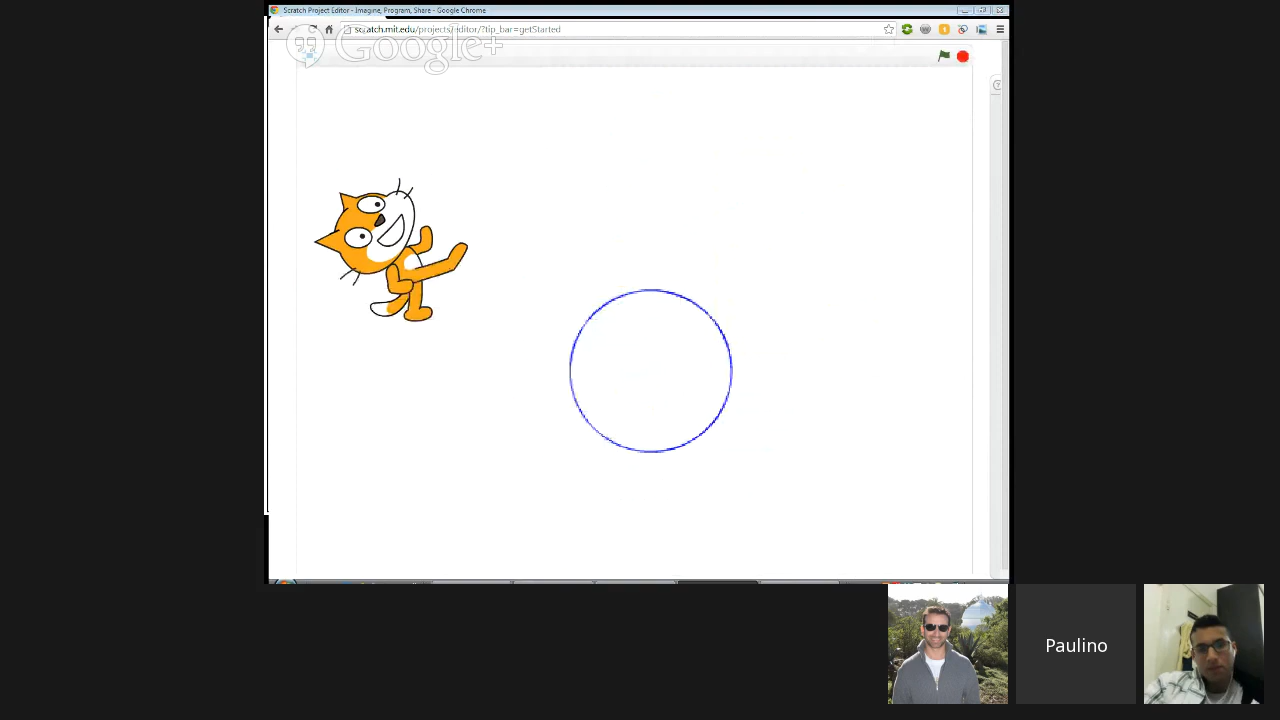 Scratch Project Editor - Imagine, Program, Share - Google Chrome
scratch.mit.edu/projects/editor/?tip_bar=getStarted
Google+
Paulino